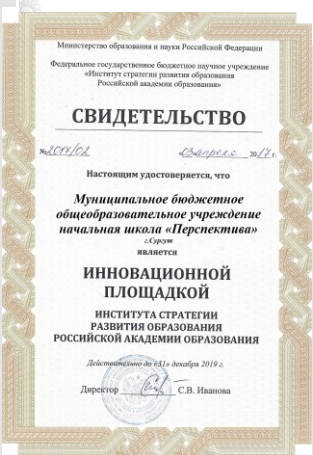 Министерство образования и науки Российской Федерации
Федеральное государственное бюджетное научное учреждение
«Институт стратегии развития образования
Российской академии образования»
СВИДЕТЕЛЬСТВО
№2017/02 03 апреля 2017 г.
Настоящим удостоверяется, что
Муниципальное бюджетное
общеобразовательное учреждение
начальная школа «Перспектива»
г.Сургут
является
ИННОВАЦИОННОЙ
ПЛОЩАДКОЙ
ИНСТИТУТА СТРАТЕГИИ
РАЗВИТИЯ ОБРАЗОВАНИЯ
РОССИЙСКОЙ АКАДЕМИИ ОБРАЗОВАНИЯ
Действительно до «31» декабря 2019 г.
Директор С.В. Иванова